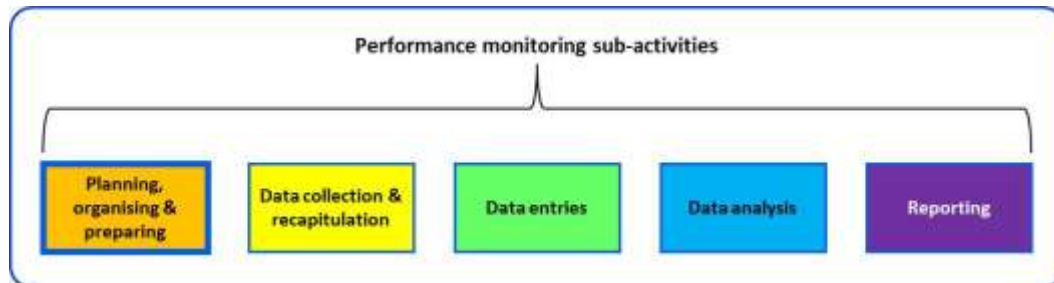 Performance monitoring sub-activities
Planning,
organising &
preparing
Data collection &
recapitulation
Data entries
Data analysis
Reporting